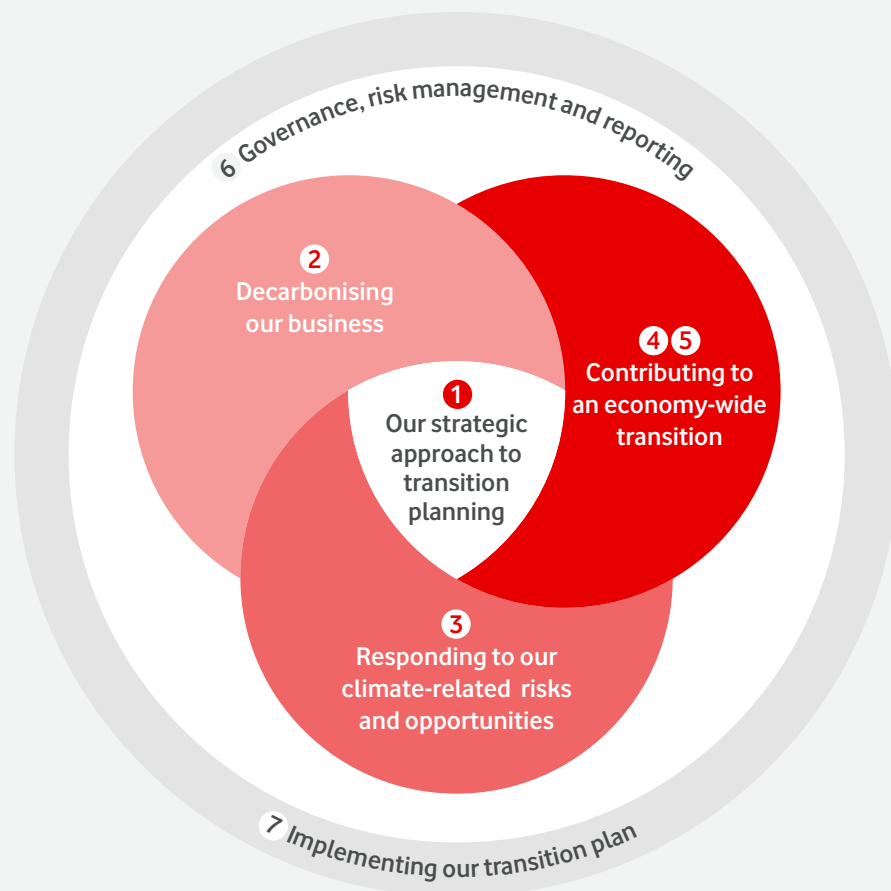 6 Governance, risk management and reporting
2
Decarbonising
our business
4 5
Contributing to
an economy-wide
transition
1
Our strategic
approach to
transition
planning
3
Responding to our
climate-related risks
and opportunities
7 Implementing our transition plan